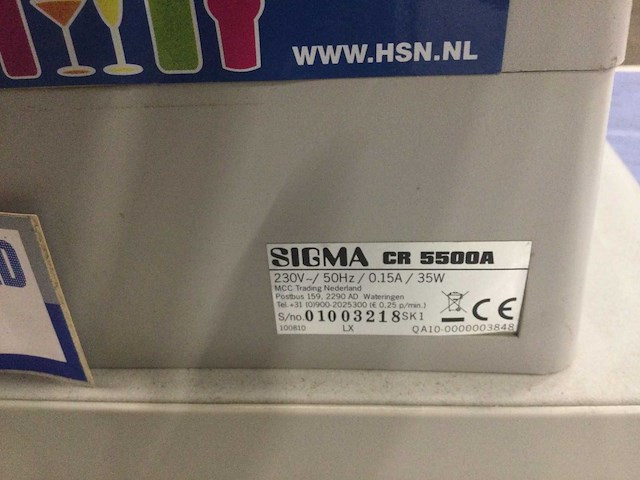 WWW.HSN.NL
SIGMA CR 5500A
230V~/ 50Hz / 0.15A / 35W
MCC Trading Nederland
Postbus 159, 2290 AD Wateringen
Tel.+31 (0)900-2025300 (€ 0,25 p/min.)
S/no. 01003218SK1
100810 LX QA10-0000003848
CE